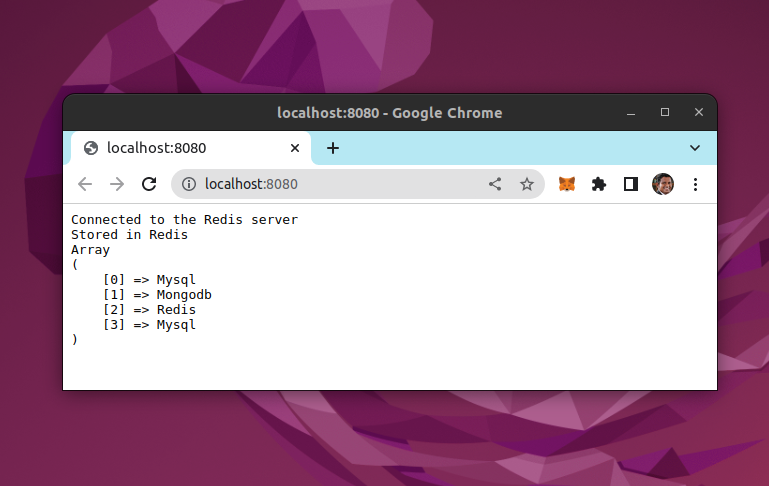 localhost:8080 - Google Chrome
localhost:8080
localhost:8080
Connected to the Redis server
Stored in Redis
Array
(
    [0] => Mysql
    [1] => Mongodb
    [2] => Redis
    [3] => Mysql
)